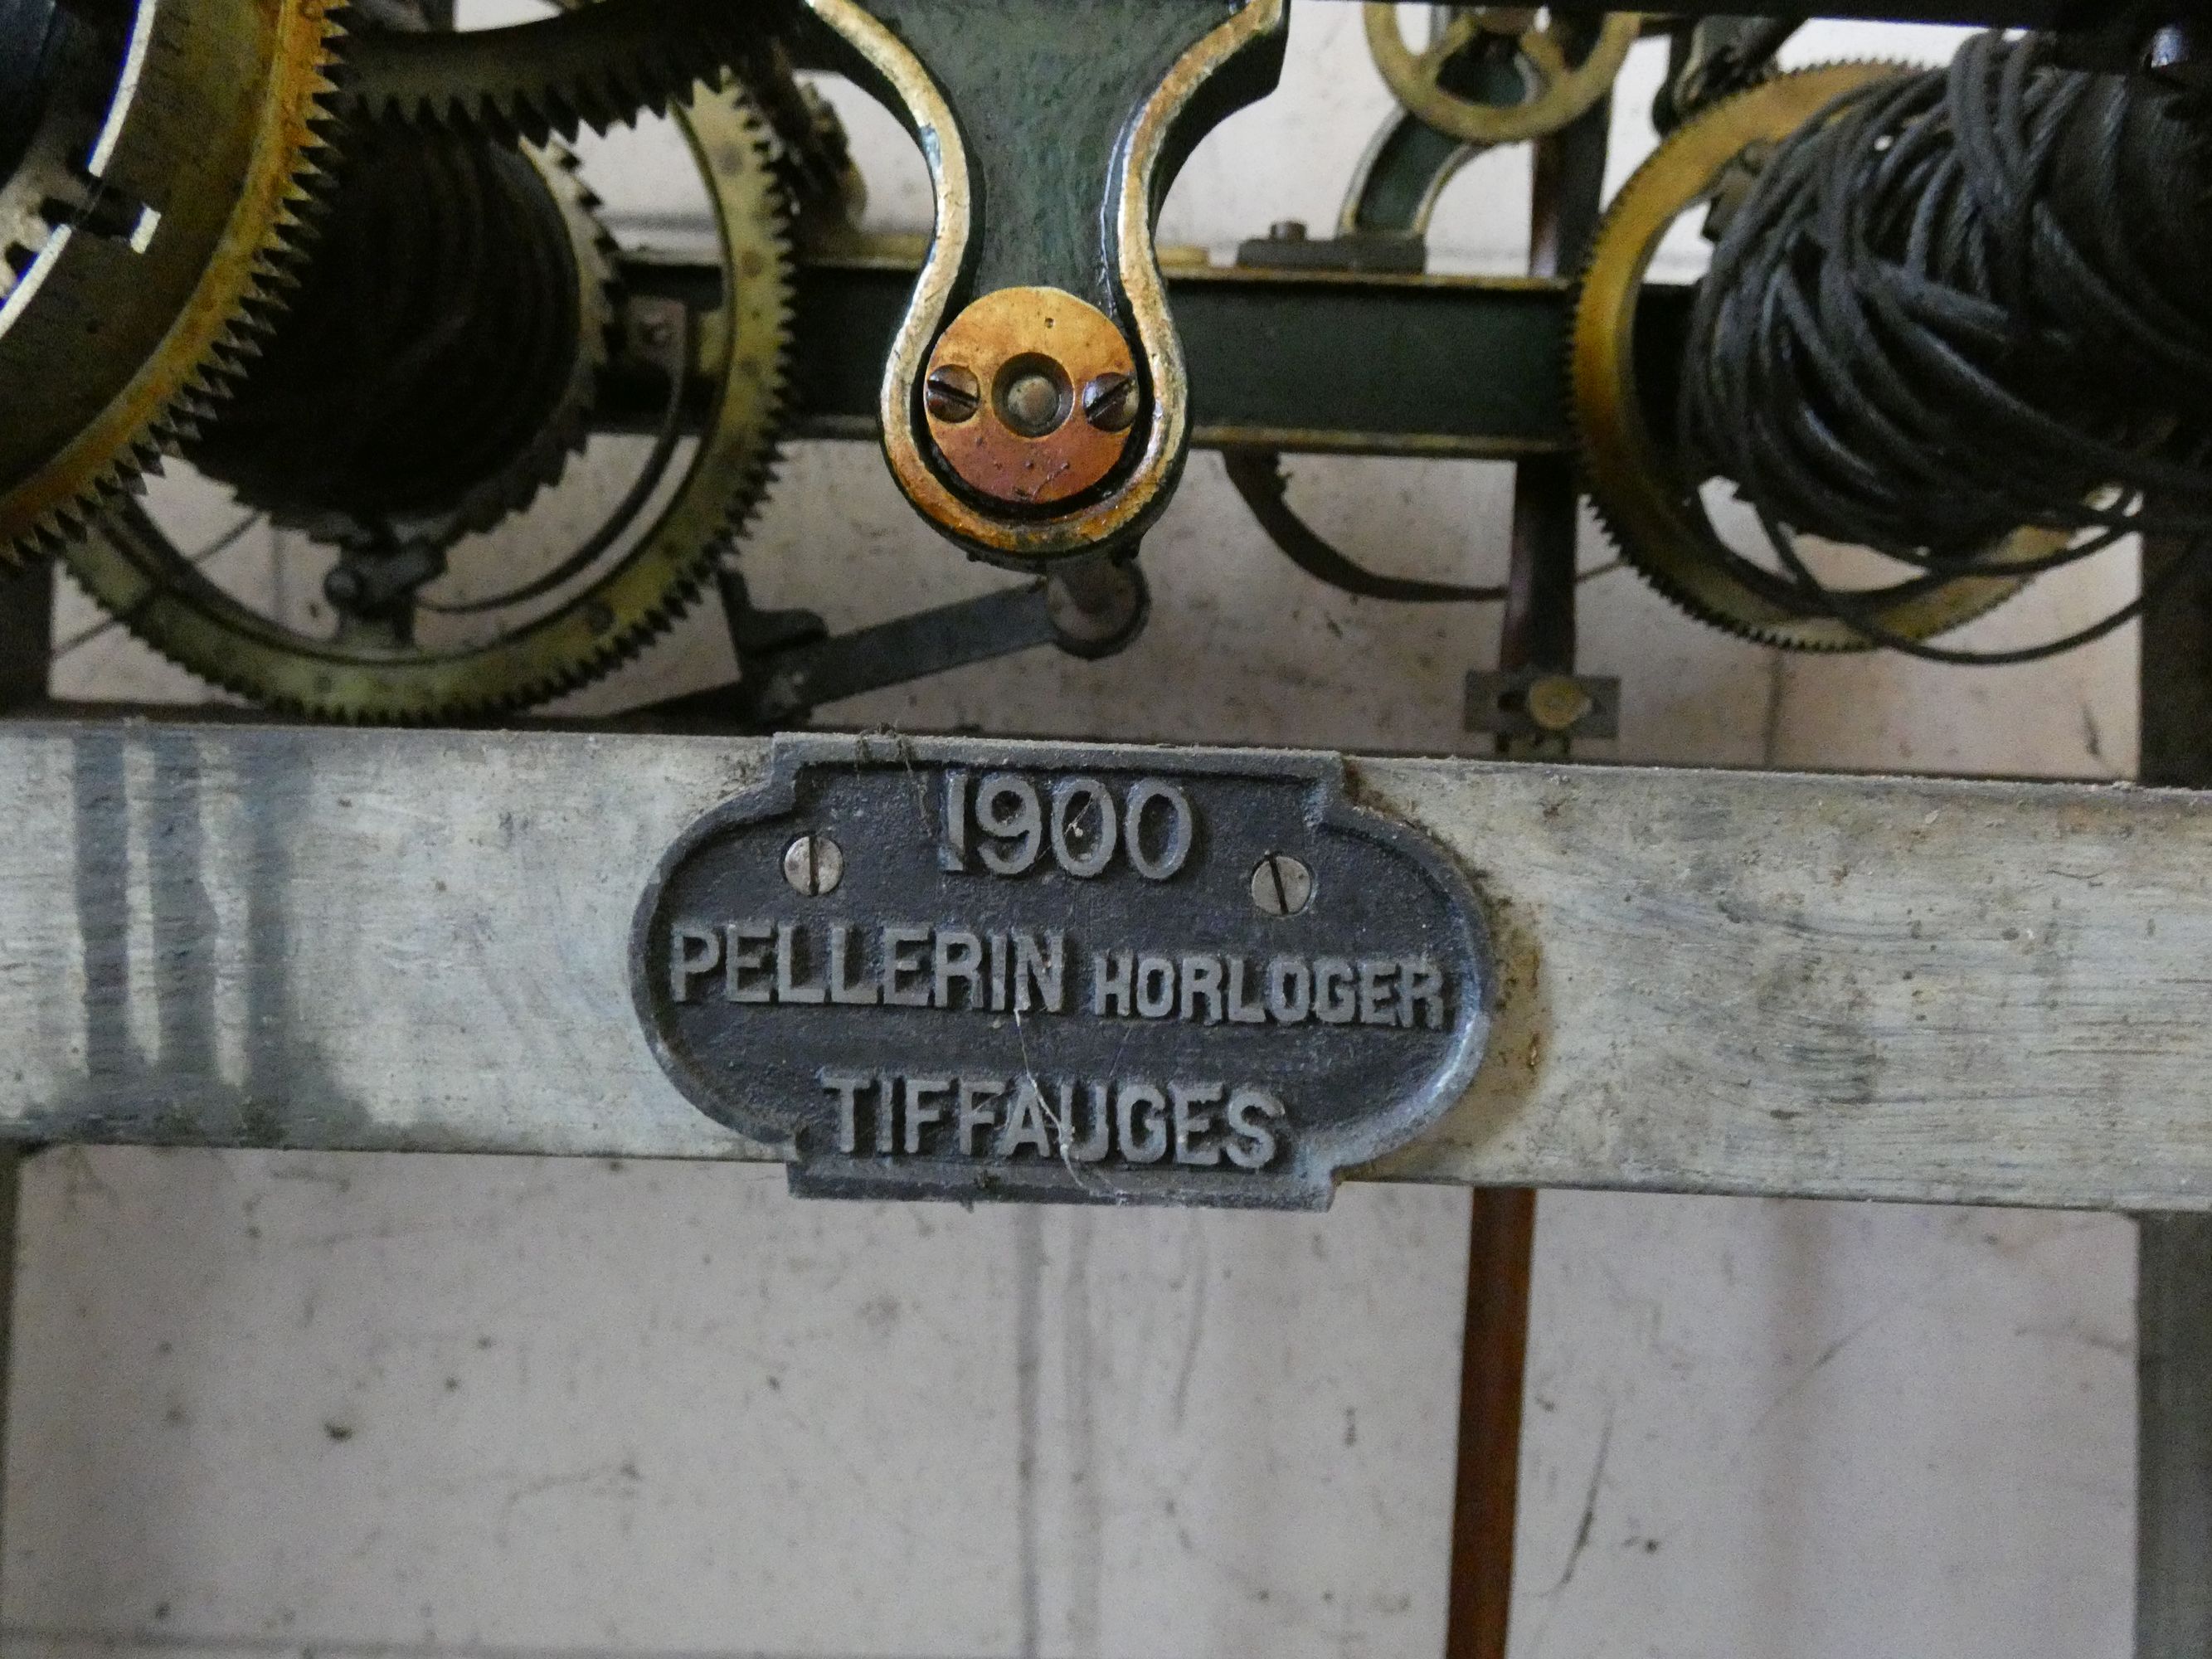 1900
PELLERIN HORLOGER
TIFFAUGES